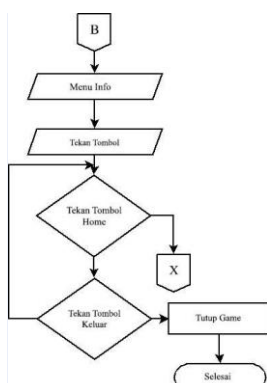 B
Menu Info
Tekan Tombol
Tekan Tombol
Home
X
Tekan Tombol
Keluar
Tutup Game
Selesai